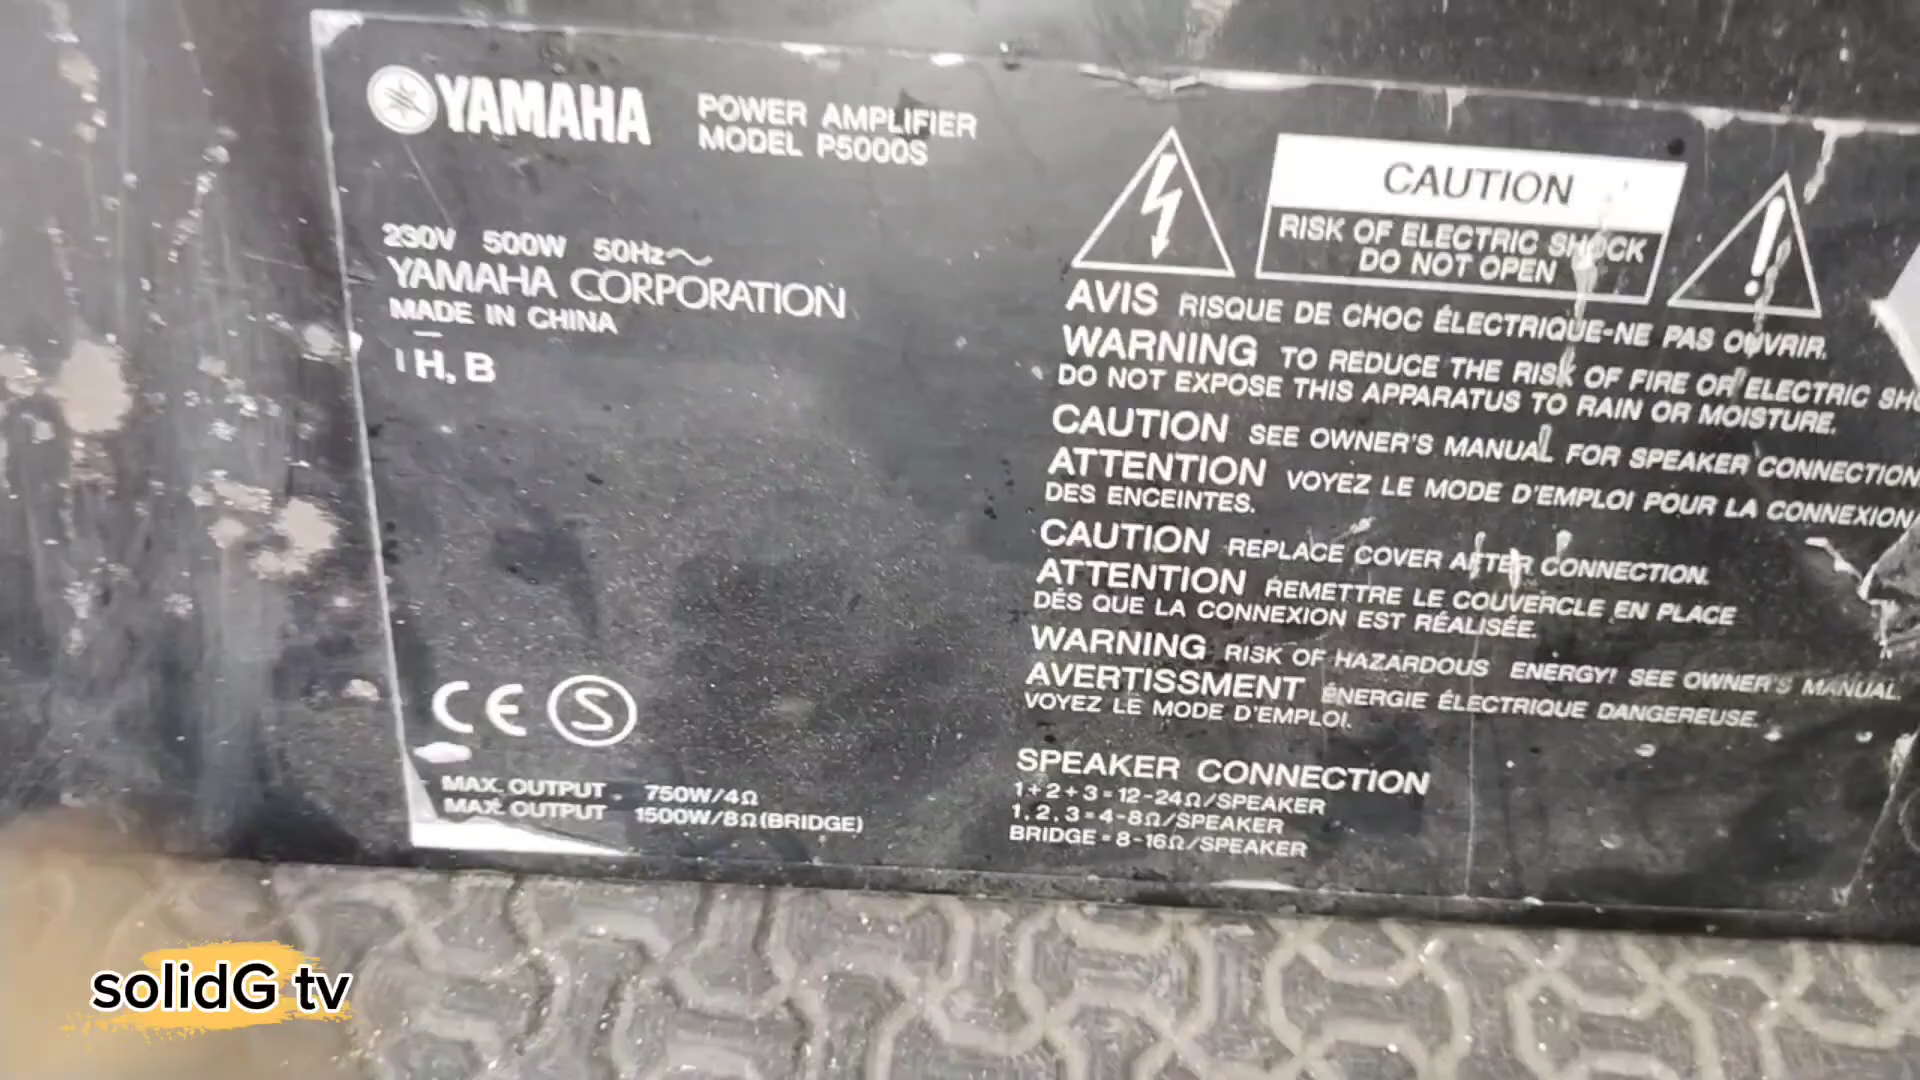 YAMAHA
POWER AMPLIFIER
MODEL P5000S
230V 500W 50Hz~
YAMAHA CORPORATION
MADE IN CHINA
H, B
CE S
MAX. OUTPUT 750W/4Ω
MAX. OUTPUT 1500W/8Ω(BRIDGE)
CAUTION
RISK OF ELECTRIC SHOCK
DO NOT OPEN
AVIS RISQUE DE CHOC ÉLECTRIQUE-NE PAS OUVRIR.
WARNING TO REDUCE THE RISK OF FIRE OR ELECTRIC
DO NOT EXPOSE THIS APPARATUS TO RAIN OR MOISTURE.
CAUTION SEE OWNER'S MANUAL FOR SPEAKER CONNECTION
ATTENTION VOYEZ LE MODE D'EMPLOI POUR LA CONNEXION
DES ENCEINTES.
CAUTION REPLACE COVER AFTER CONNECTION.
ATTENTION REMETTRE LE COUVERCLE EN PLACE
DÈS QUE LA CONNEXION EST RÉALISÉE.
WARNING RISK OF HAZARDOUS ENERGY! SEE OWNER'S MANUAL.
AVERTISSMENT ÉNERGIE ÉLECTRIQUE DANGEREUSE.
VOYEZ LE MODE D'EMPLOI.
SPEAKER CONNECTION
1+2+3=12-24Ω/SPEAKER
1, 2, 3=4-8Ω/SPEAKER
BRIDGE=8-16Ω/SPEAKER
solidG tv